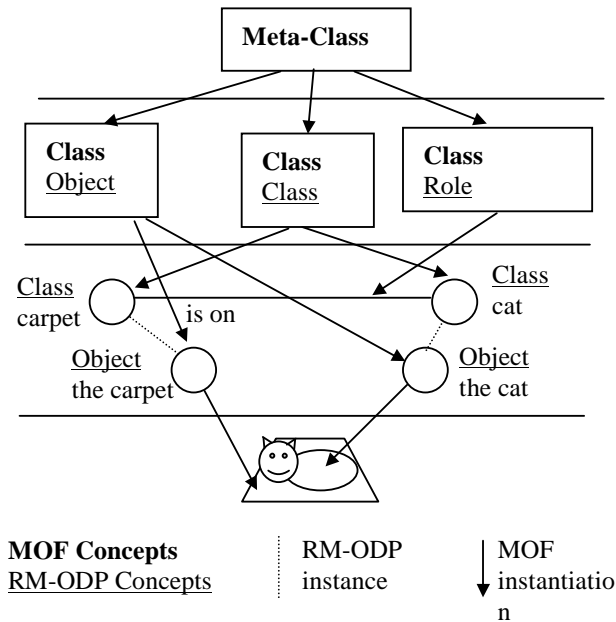 Meta-Class
Class
Object
Class
Class
Class
Role
Class
carpet
is on
Class
cat
Object
the carpet
Object
the cat
MOF Concepts
RM-ODP Concepts
RM-ODP
instance
MOF
instantiatio
n